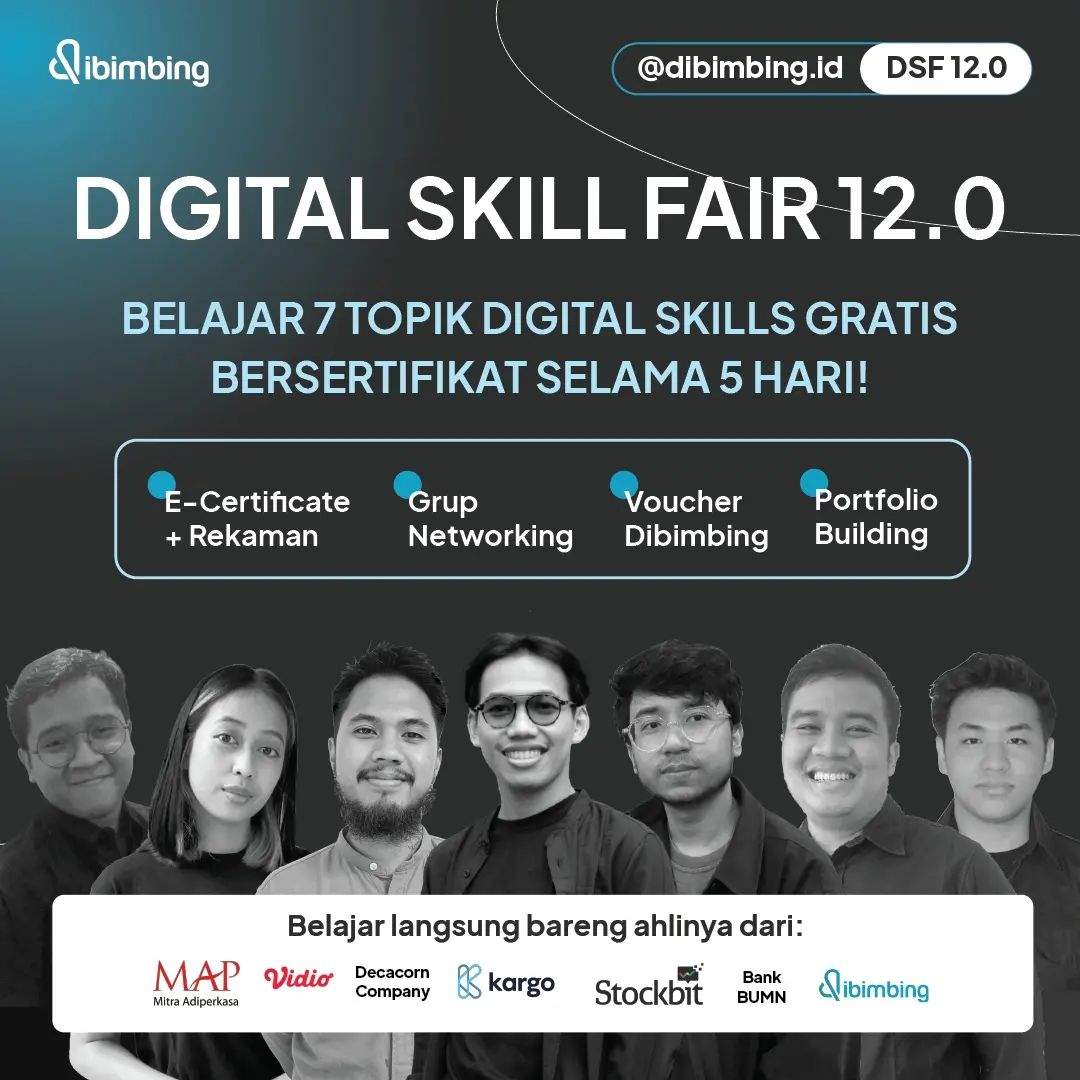 dibimbing
@dibimbing.id DSF 12.0
DIGITAL SKILL FAIR 12.0
BELAJAR 7 TOPIK DIGITAL SKILLS GRATIS
BERSERTIFIKAT SELAMA 5 HARI!
E-Certificate
+ Rekaman
Grup
Networking
Voucher
Dibimbing
Portfolio
Building
Belajar langsung bareng ahlinya dari:
MAP
Mitra Adiperkasa
Vidio
Decacorn
Company
kargo
Stockbit
Bank
BUMN
dibimbing